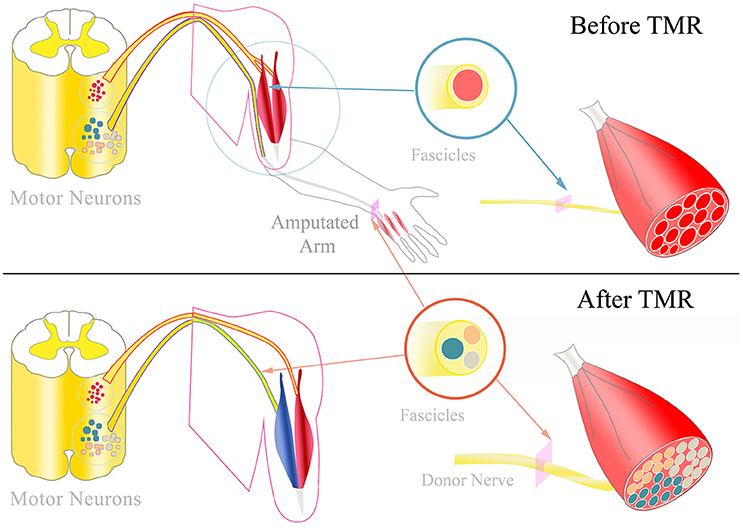 Before TMR
Fascicles
Motor Neurons
Amputated
Arm
After TMR
Fascicles
Donor Nerve
Motor Neurons